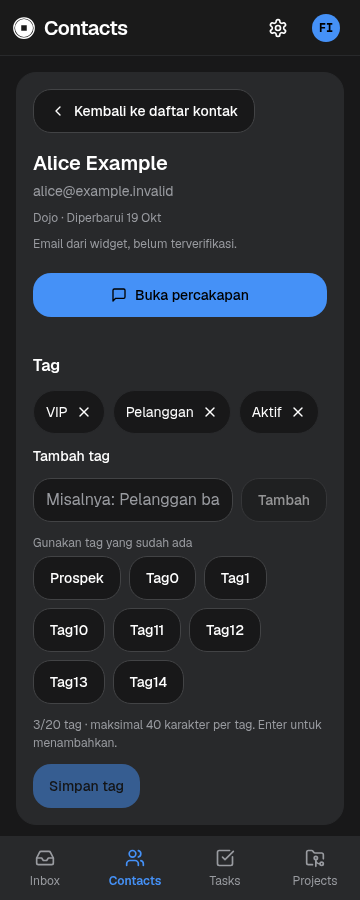 Contacts
FI
Kembali ke daftar kontak
Alice Example
alice@example.invalid
Dojo · Diperbarui 19 Okt
Email dari widget, belum terverifikasi.
Buka percakapan
Tag
VIP
Pelanggan
Aktif
Tambah tag
Misalnya: Pelanggan ba
Tambah
Gunakan tag yang sudah ada
Prospek
Tag0
Tag1
Tag10
Tag11
Tag12
Tag13
Tag14
3/20 tag · maksimal 40 karakter per tag. Enter untuk
menambahkan.
Simpan tag
Inbox
Contacts
Tasks
Projects